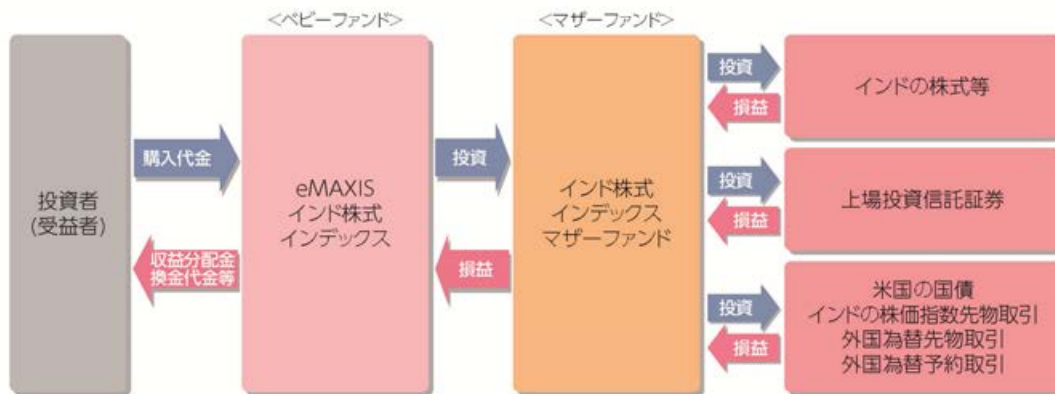 <ベビーファンド>
<マザーファンド>
投資者
(受益者)
購入代金
収益分配金
換金代金等
eMAXIS
インド株式
インデックス
投資
損益
インド株式
インデックス
マザーファンド
投資
損益
インドの株式等
投資
損益
上場投資信託証券
投資
損益
米国の国債
インドの株価指数先物取引
外国為替先物取引
外国為替予約取引